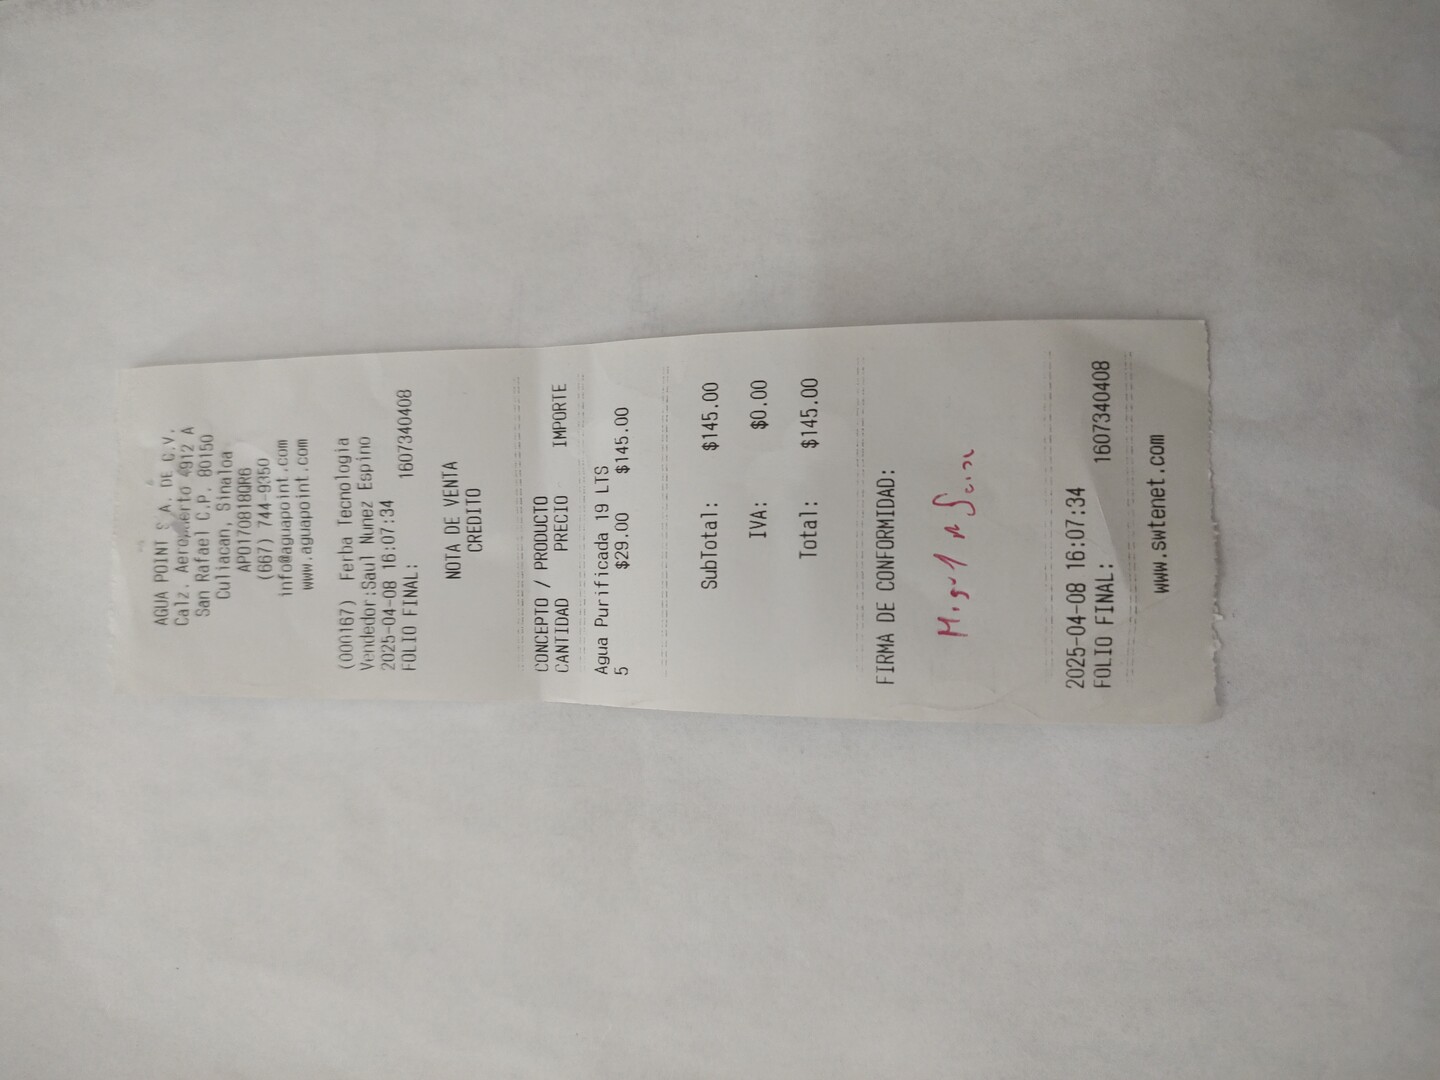 AGUA POINT S.A. DE C.V.
Calz. Aeropuerto 4912 A
San Rafael C.P. 80150
Culiacan, Sinaloa
APO170818QR6
(667) 744-9350
info@aguapoint.com
www.aguapoint.com
(000167) Ferba Tecnologia
Vendedor:Saul Nunez Espino
2025-04-08 16:07:34
FOLIO FINAL: 1607340408
NOTA DE VENTA
CREDITO
CONCEPTO / PRODUCTO
CANTIDAD PRECIO IMPORTE
Agua Purificada 19 LTS
5 $29.00 $145.00
SubTotal: $145.00
IVA: $0.00
Total: $145.00
FIRMA DE CONFORMIDAD:
2025-04-08 16:07:34
FOLIO FINAL: 1607340408
www.swtenet.com